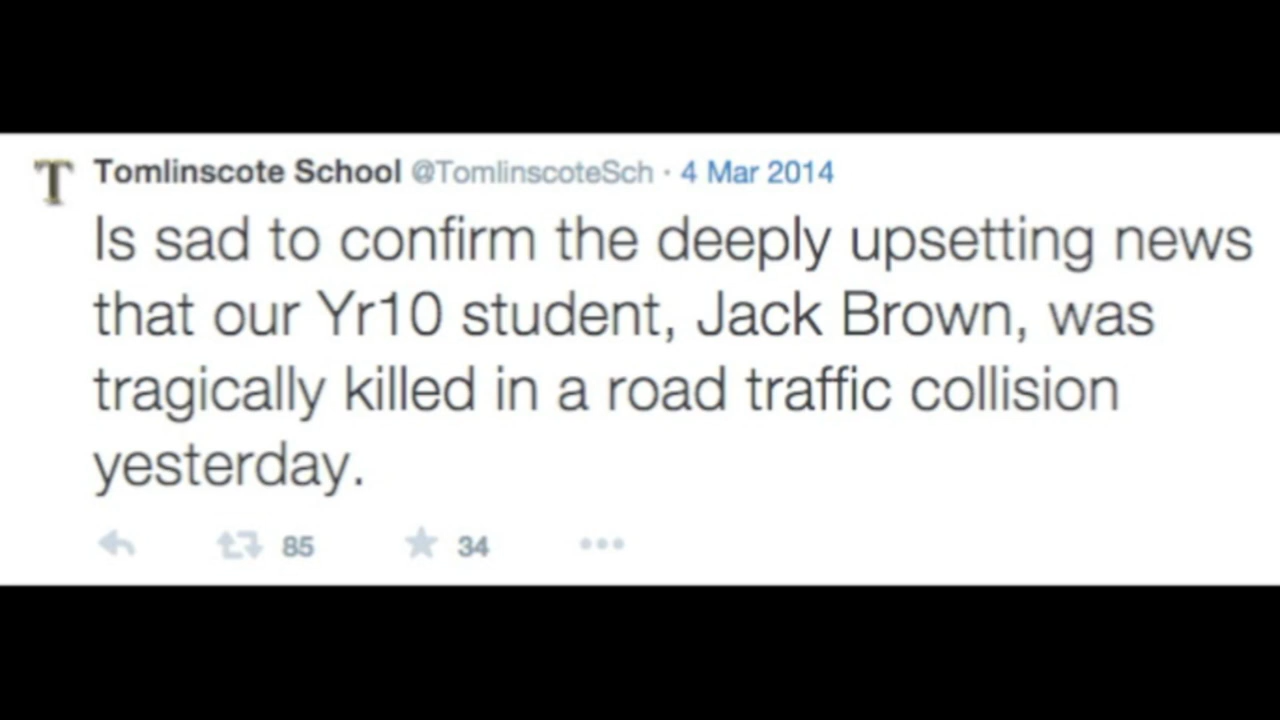 T Tomlinscote School @TomlinscoteSch · 4 Mar 2014
Is sad to confirm the deeply upsetting news
that our Yr10 student, Jack Brown, was
tragically killed in a road traffic collision
yesterday.
85 34